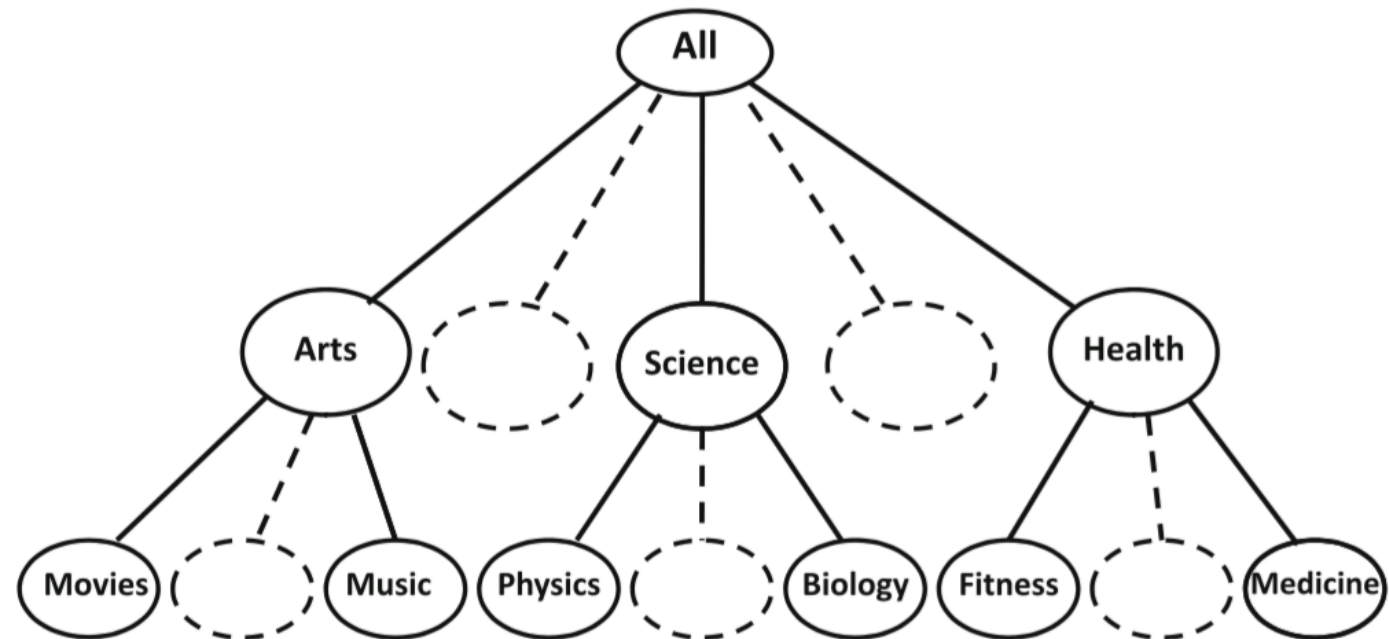 All
Arts
Science
Health
Movies
Music
Physics
Biology
Fitness
Medicine